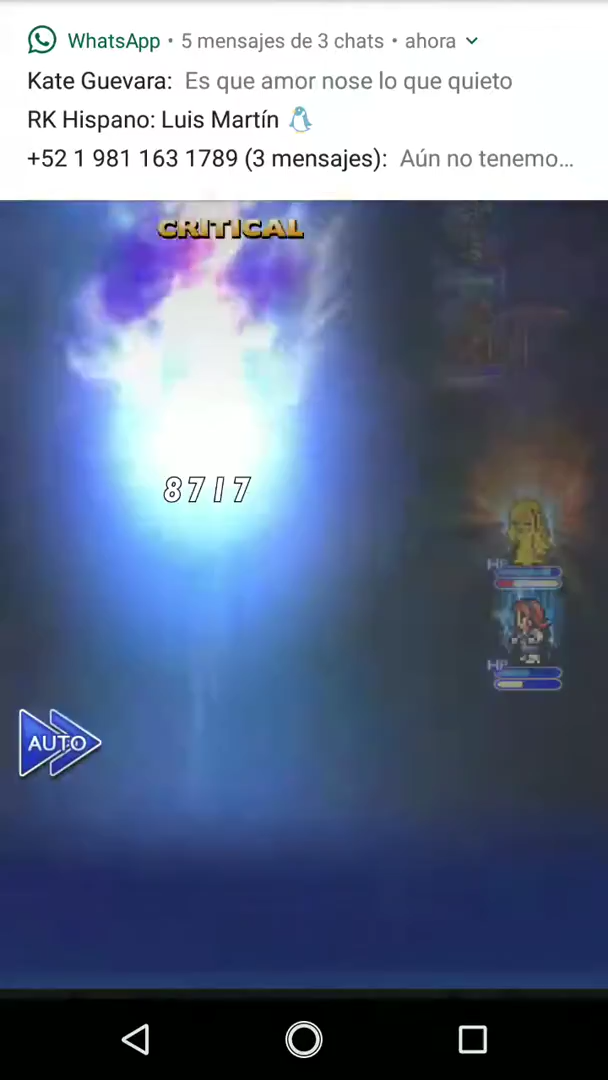 WhatsApp • 5 mensajes de 3 chats • ahora
Kate Guevara: Es que amor nose lo que quieto
RK Hispano: Luis Martín 🐧
+52 1 981 163 1789 (3 mensajes): Aún no tenemo...
CRITICAL
8717
HP
HP
AUTO